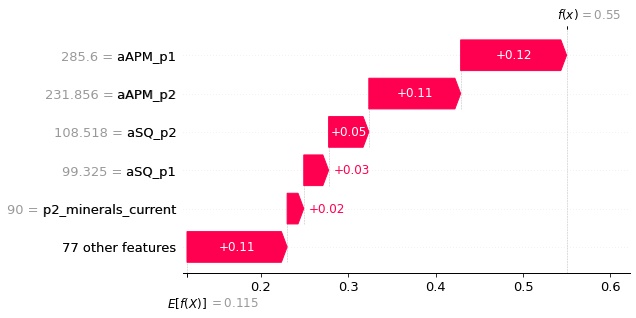 f(x) = 0.55
285.6 = aAPM_p1
+0.12
231.856 = aAPM_p2
+0.11
108.518 = aSQ_p2
+0.05
99.325 = aSQ_p1
+0.03
90 = p2_minerals_current
+0.02
77 other features
+0.11
0.2 0.3 0.4 0.5 0.6
E[f(X)] = 0.115